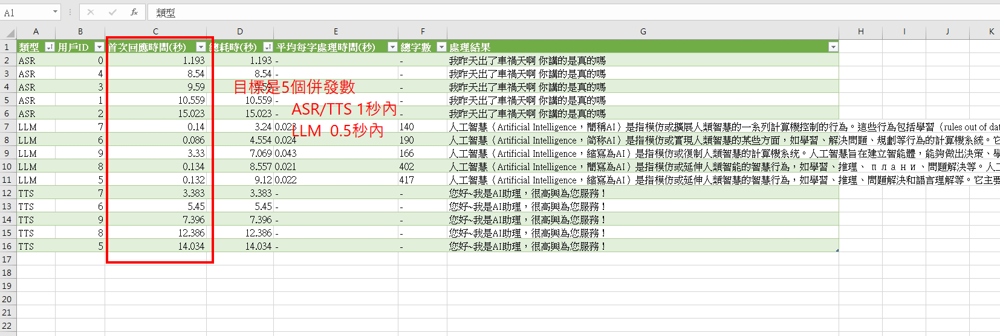 A1 fx 類型
A B C D E F G H I J K
1 類型 用戶ID 首次回應時間(秒) 總耗時(秒) 平均每字處理時間(秒) 總字數 處理結果
2 ASR 0 1.193 1.193 - - 我昨天出了車禍天啊 你講的是真的嗎
3 ASR 4 8.54 8.54 - - 我昨天出了車禍天啊 你講的是真的嗎
4 ASR 3 9.59 9.59 - - 我昨天出了車禍天啊 你講的是真的嗎
目標是5個併發數
5 ASR 1 10.559 10.559 - - 我昨天出了車禍天啊 你講的是真的嗎
ASR/TTS 1秒內
6 ASR 2 15.023 15.023 - - 我昨天出了車禍天啊 你講的是真的嗎
7 LLM 7 0.14 3.24 0.023 140 人工智慧（Artificial Intelligence，簡稱AI）是指模仿或擴展人類智慧的一系列計算機控制的行為。這些行為包括學習（rules out of dat
LLM 0.5秒內
8 LLM 6 0.086 4.554 0.024 190 人工智慧（Artificial Intelligence，简称AI）是指模仿或實現人類智慧的某些方面，如學習、解決問題、規劃等行為的計算機系統。它
9 LLM 9 3.33 7.069 0.043 166 人工智慧（Artificial Intelligence，縮寫為AI）是指模仿或復制人類智慧的計算機系统。人工智慧旨在建立智能體，能夠做出決策、學
10 LLM 8 0.134 8.557 0.021 402 人工智慧（Artificial Intelligence，簡寫為AI）是指模仿或延伸人類智能的智慧行為，如學習、推理、плани、問題解決等。人工
11 LLM 5 0.132 9.12 0.022 417 人工智慧（Artificial Intelligence，縮寫為AI）是指模仿或延伸人類智慧的智慧行為，如學習、推理、問題解決和語言理解等。它主要
12 TTS 7 3.383 3.383 - - 您好~我是AI助理，很高興為您服務！
13 TTS 6 5.45 5.45 - - 您好~我是AI助理，很高興為您服務！
14 TTS 9 7.396 7.396 - - 您好~我是AI助理，很高興為您服務！
15 TTS 8 12.386 12.386 - - 您好~我是AI助理，很高興為您服務！
16 TTS 5 14.034 14.034 - - 您好~我是AI助理，很高興為您服務！
17
18
19
20
21
22